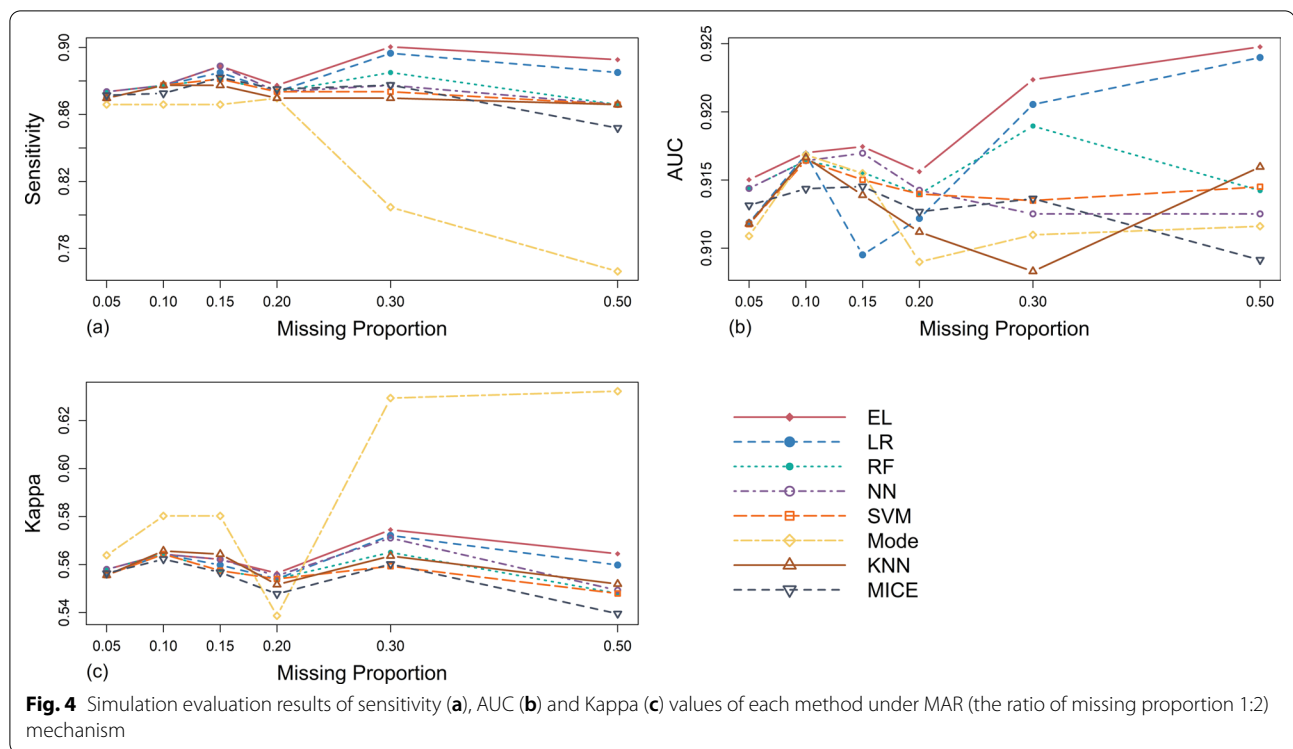 0.90
0.86
0.82
0.78
Sensitivity
0.05 0.10 0.15 0.20 0.30 0.50
(a) Missing Proportion
0.925
0.920
0.915
0.910
AUC
0.05 0.10 0.15 0.20 0.30 0.50
(b) Missing Proportion
0.62
0.60
0.58
0.56
0.54
Kappa
0.05 0.10 0.15 0.20 0.30 0.50
(c) Missing Proportion
EL
LR
RF
NN
SVM
Mode
KNN
MICE
Fig. 4 Simulation evaluation results of sensitivity (a), AUC (b) and Kappa (c) values of each method under MAR (the ratio of missing proportion 1:2)
mechanism